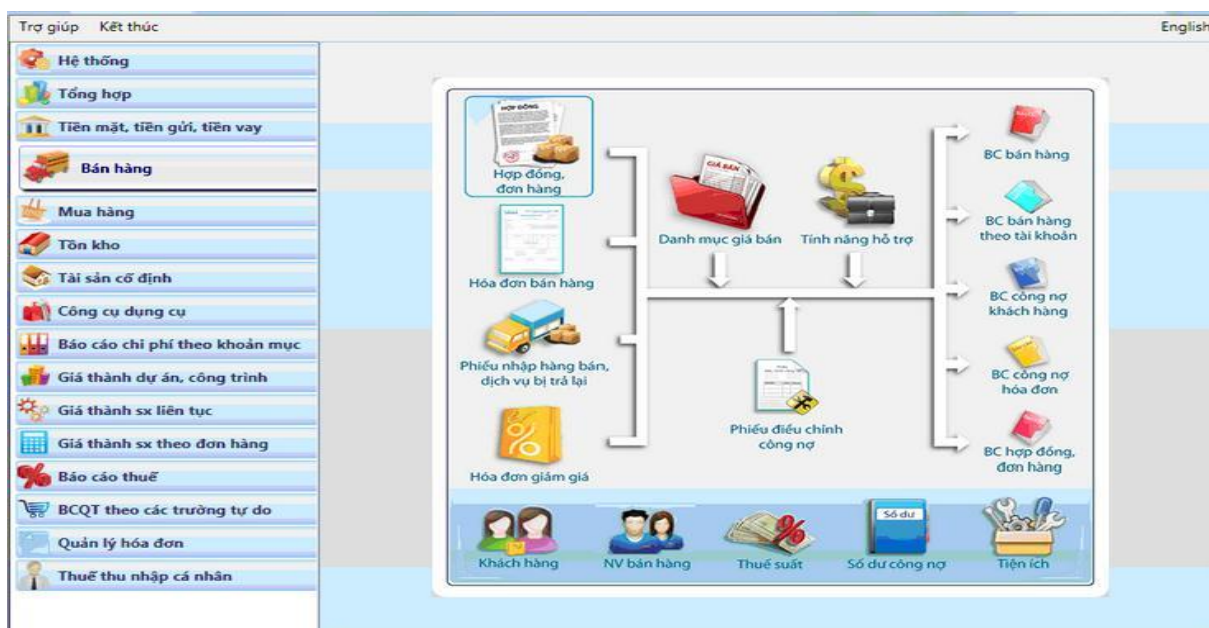 Trợ giúp Kết thúc English
Hệ thống
Tổng hợp
Tiền mặt, tiền gửi, tiền vay
Bán hàng
Mua hàng
Tồn kho
Tài sản cố định
Công cụ dụng cụ
Báo cáo chi phí theo khoản mục
Giá thành dự án, công trình
Giá thành sx liên tục
Giá thành sx theo đơn hàng
Báo cáo thuế
BCQT theo các trường tự do
Quản lý hóa đơn
Thuế thu nhập cá nhân
HỢP ĐỒNG
Hợp đồng,
đơn hàng
Hóa đơn bán hàng
Phiếu nhập hàng bán,
dịch vụ bị trả lại
Hóa đơn giảm giá
GIÁ BÁN
Danh mục giá bán
Tính năng hỗ trợ
Phiếu điều chỉnh
công nợ
BC bán hàng
BC bán hàng
theo tài khoản
BC công nợ
khách hàng
BC công nợ
hóa đơn
BC hợp đồng,
đơn hàng
Khách hàng
NV bán hàng
Thuế suất
Số dư
Số dư công nợ
Tiện ích